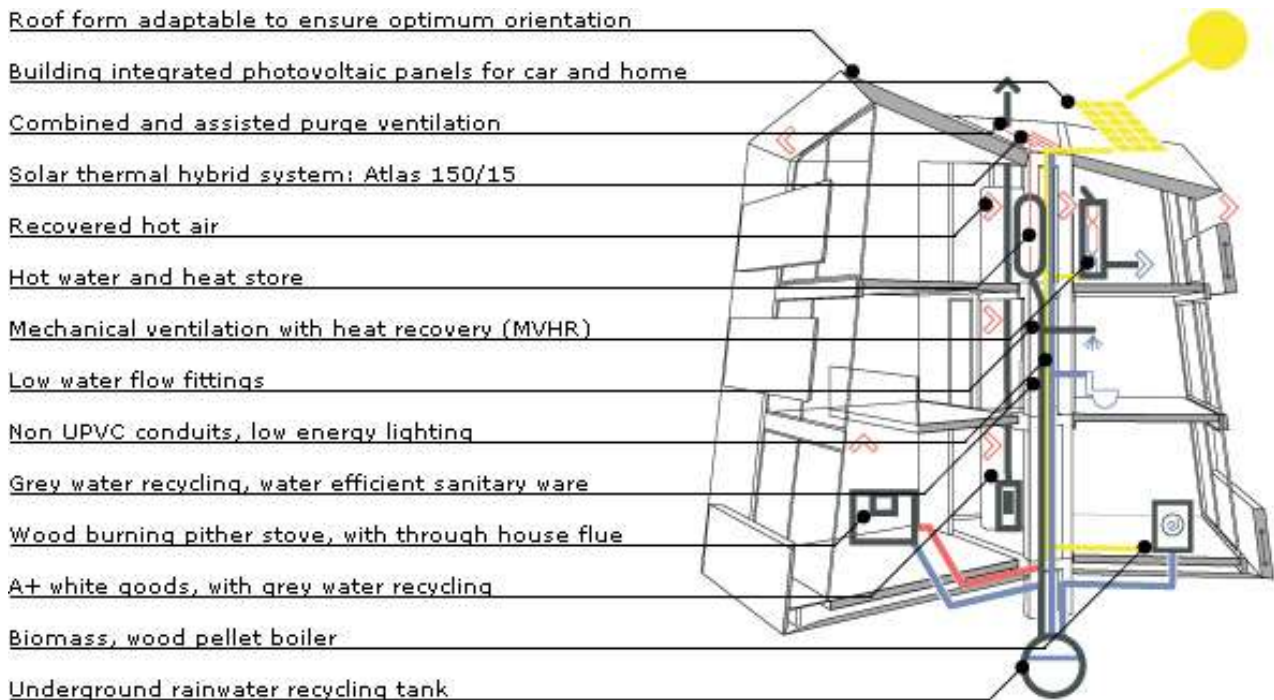 Roof form adaptable to ensure optimum orientation
Building integrated photovoltaic panels for car and home
Combined and assisted purge ventilation
Solar thermal hybrid system: Atlas 150/15
Recovered hot air
Hot water and heat store
Mechanical ventilation with heat recovery (MVHR)
Low water flow fittings
Non UPVC conduits, low energy lighting
Grey water recycling, water efficient sanitary ware
Wood burning pither stove, with through house flue
A+ white goods, with grey water recycling
Biomass, wood pellet boiler
Underground rainwater recycling tank